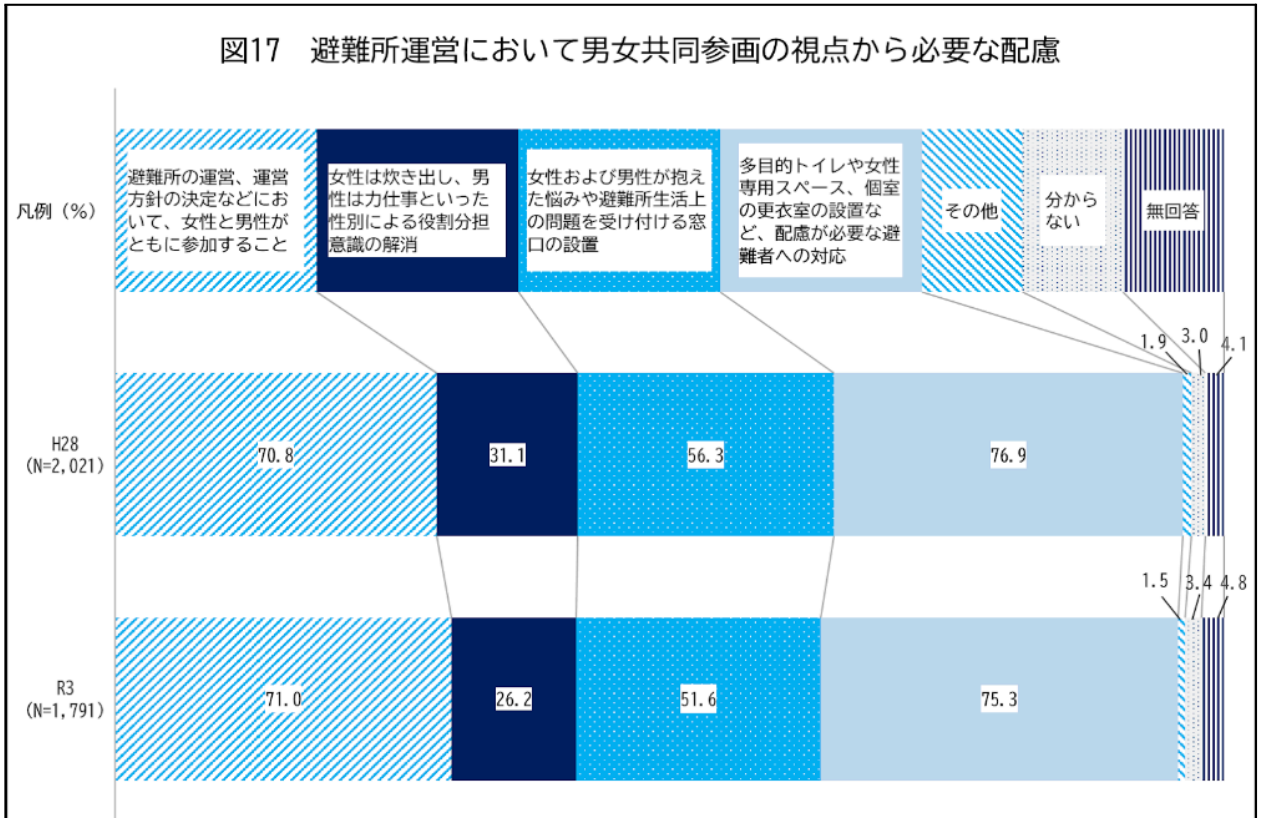 図17　避難所運営において男女共同参画の視点から必要な配慮
凡例（%）
避難所の運営、運営
方針の決定などにお
いて、女性と男性が
ともに参加すること
女性は炊き出し、男
性は力仕事といった
性別による役割分担
意識の解消
女性および男性が抱え
た悩みや避難所生活上
の問題を受け付ける窓
口の設置
多目的トイレや女性
専用スペース、個室
の更衣室の設置な
ど、配慮が必要な避
難者への対応
その他
分から
ない
無回答
1.9
3.0
4.1
H28
(N=2,021)
70.8
31.1
56.3
76.9
1.5
3.4
4.8
R3
(N=1,791)
71.0
26.2
51.6
75.3